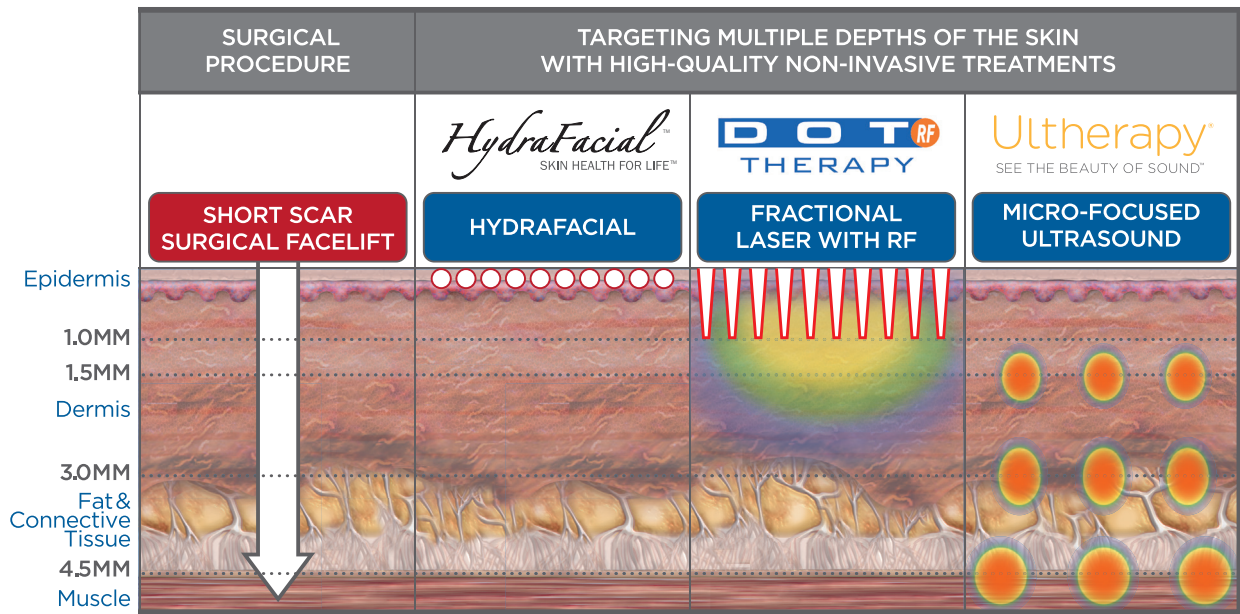 SURGICAL
PROCEDURE
TARGETING MULTIPLE DEPTHS OF THE SKIN
WITH HIGH-QUALITY NON-INVASIVE TREATMENTS
HydraFacial™
SKIN HEALTH FOR LIFE™
DOT RF
THERAPY
Ultherapy®
SEE THE BEAUTY OF SOUND™
SHORT SCAR
SURGICAL FACELIFT
HYDRAFACIAL
FRACTIONAL
LASER WITH RF
MICRO-FOCUSED
ULTRASOUND
Epidermis
1.0MM
1.5MM
Dermis
3.0MM
Fat &
Connective
Tissue
4.5MM
Muscle